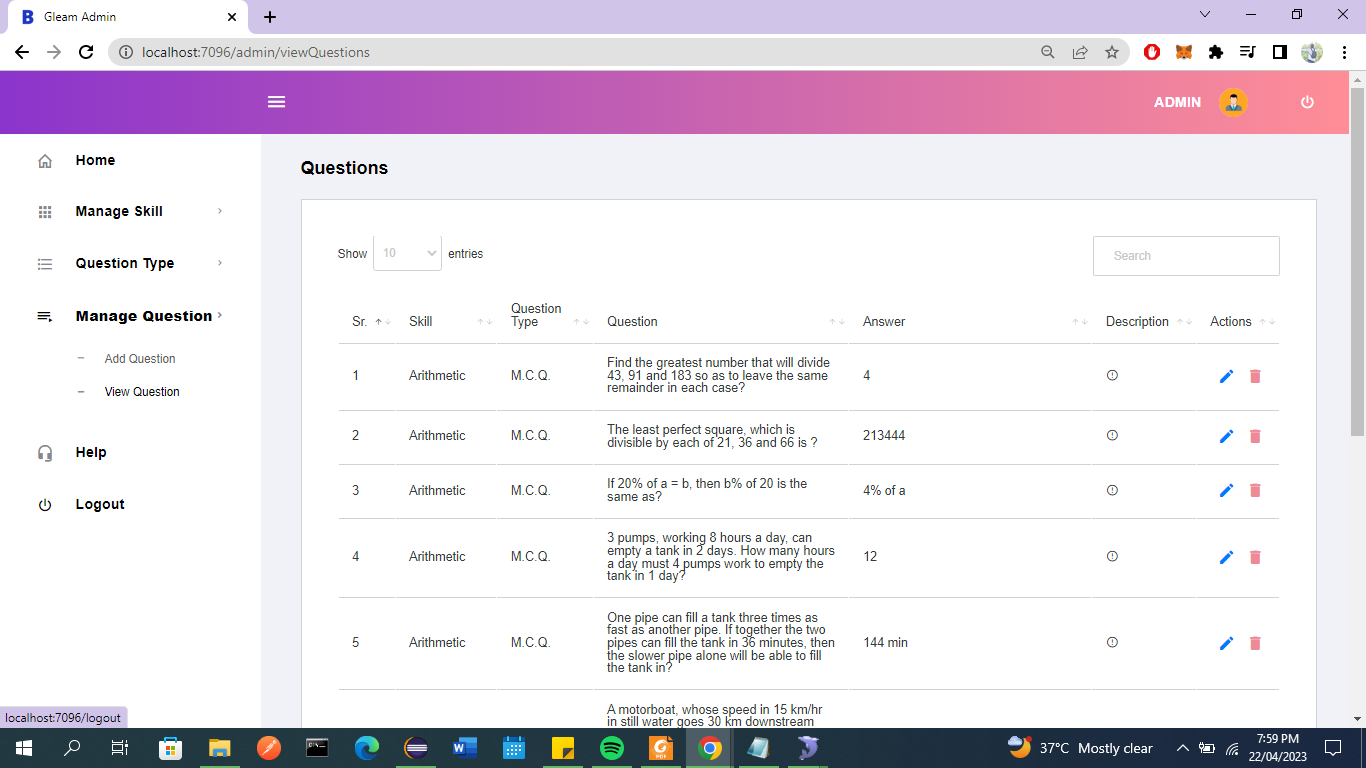 Gleam Admin
localhost:7096/admin/viewQuestions
ADMIN
Home
Manage Skill
Question Type
Manage Question
Add Question
View Question
Help
Logout
Questions
Show 10 entries
Search
Sr. Skill Question Type Question Answer Description Actions
1 Arithmetic M.C.Q. Find the greatest number that will divide
43, 91 and 183 so as to leave the same
remainder in each case? 4
2 Arithmetic M.C.Q. The least perfect square, which is
divisible by each of 21, 36 and 66 is ? 213444
3 Arithmetic M.C.Q. If 20% of a = b, then b% of 20 is the
same as? 4% of a
4 Arithmetic M.C.Q. 3 pumps, working 8 hours a day, can
empty a tank in 2 days. How many hours
a day must 4 pumps work to empty the
tank in 1 day? 12
5 Arithmetic M.C.Q. One pipe can fill a tank three times as
fast as another pipe. If together the two
pipes can fill the tank in 36 minutes, then
the slower pipe alone will be able to fill
the tank in? 144 min
A motorboat, whose speed in 15 km/hr
in still water goes 30 km downstream
localhost:7096/logout
37°C Mostly clear
7:59 PM
22/04/2023